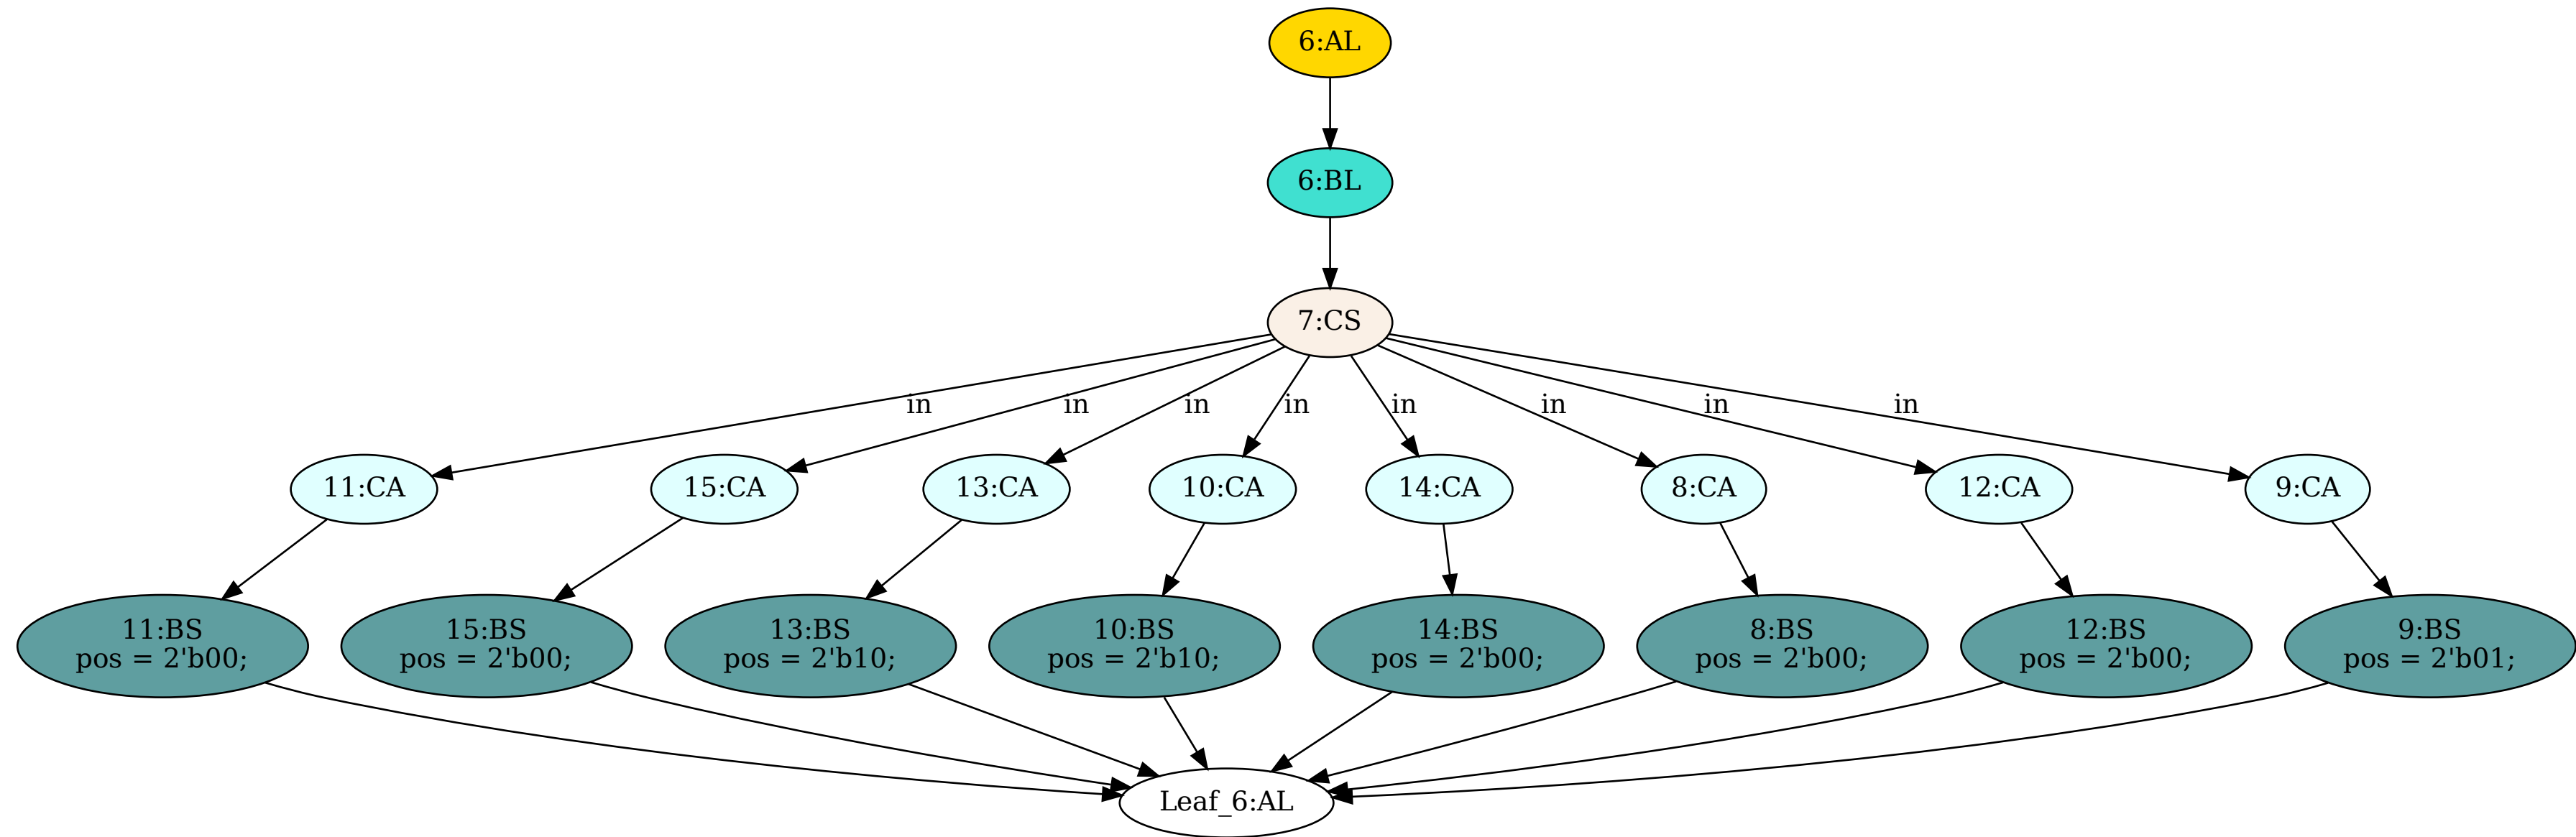 6:AL
6:BL
7:CS
in
in
in
in
in
in
in
in
11:CA
15:CA
13:CA
10:CA
14:CA
8:CA
12:CA
9:CA
11:BS
pos = 2'b00;
15:BS
pos = 2'b00;
13:BS
pos = 2'b10;
10:BS
pos = 2'b10;
14:BS
pos = 2'b00;
8:BS
pos = 2'b00;
12:BS
pos = 2'b00;
9:BS
pos = 2'b01;
Leaf_6:AL